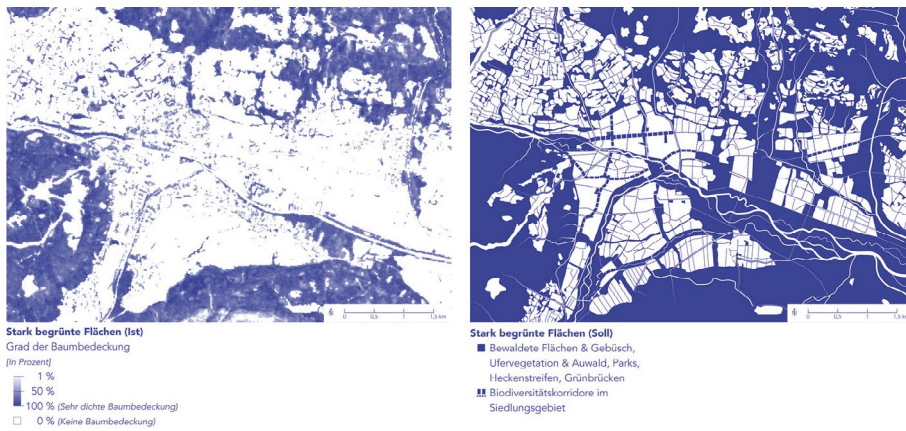 N 0 0,5 1 1,5 km
N 0 0,5 1 1,5 km
Stark begrünte Flächen (Ist)
Grad der Baumbedeckung
[In Prozent]
1 %
50 %
100 % (Sehr dichte Baumbedeckung)
0 % (Keine Baumbedeckung)
Stark begrünte Flächen (Soll)
Bewaldete Flächen & Gebüsch,
Ufervegetation & Auwald, Parks,
Heckenstreifen, Grünbrücken
Biodiversitätskorridore im
Siedlungsgebiet